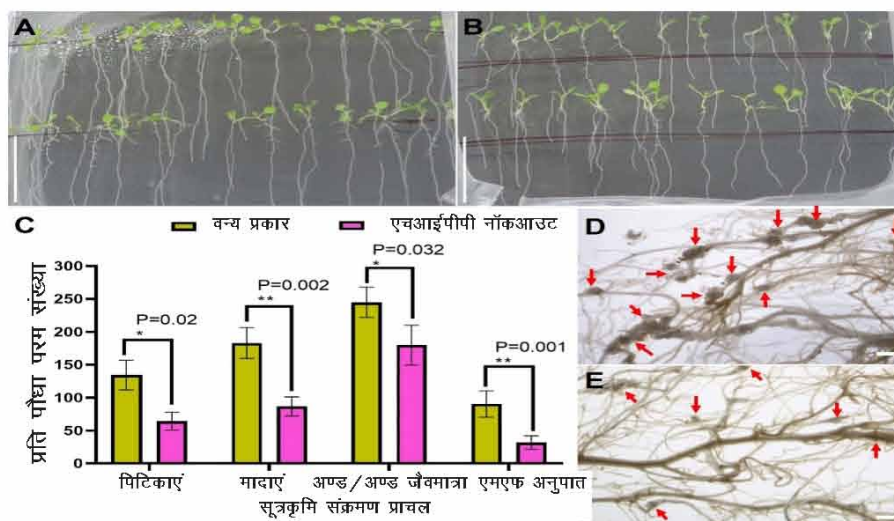 A
B
C
वन्य प्रकार
एचआईपीपी नॉकआउट
प्रति पौधा परम संख्या
300
250
200
150
100
50
0
P=0.02
*
P=0.002
**
P=0.032
*
P=0.001
**
पिटिकाएं
मादाएं
अण्ड/अण्ड जैवमात्रा
एमएफ अनुपात
सूत्रकृमि संक्रमण प्राचल
D
E